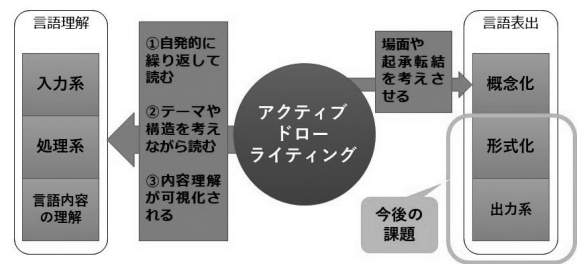 言語理解
入力系
処理系
言語内容
の理解
①自発的に
繰り返して
読む
②テーマや
構造を考え
ながら読む
③内容理解
が可視化さ
れる
アクティブ
ドロー
ライティング
場面や
起承転結
を考えさ
せる
言語表出
概念化
形式化
出力系
今後の
課題